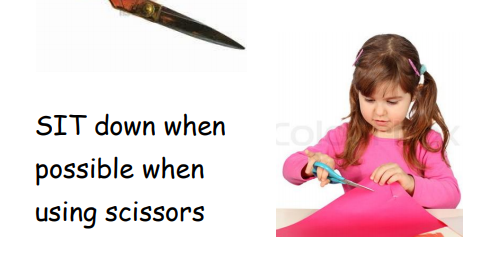 SIT down when
possible when
using scissors